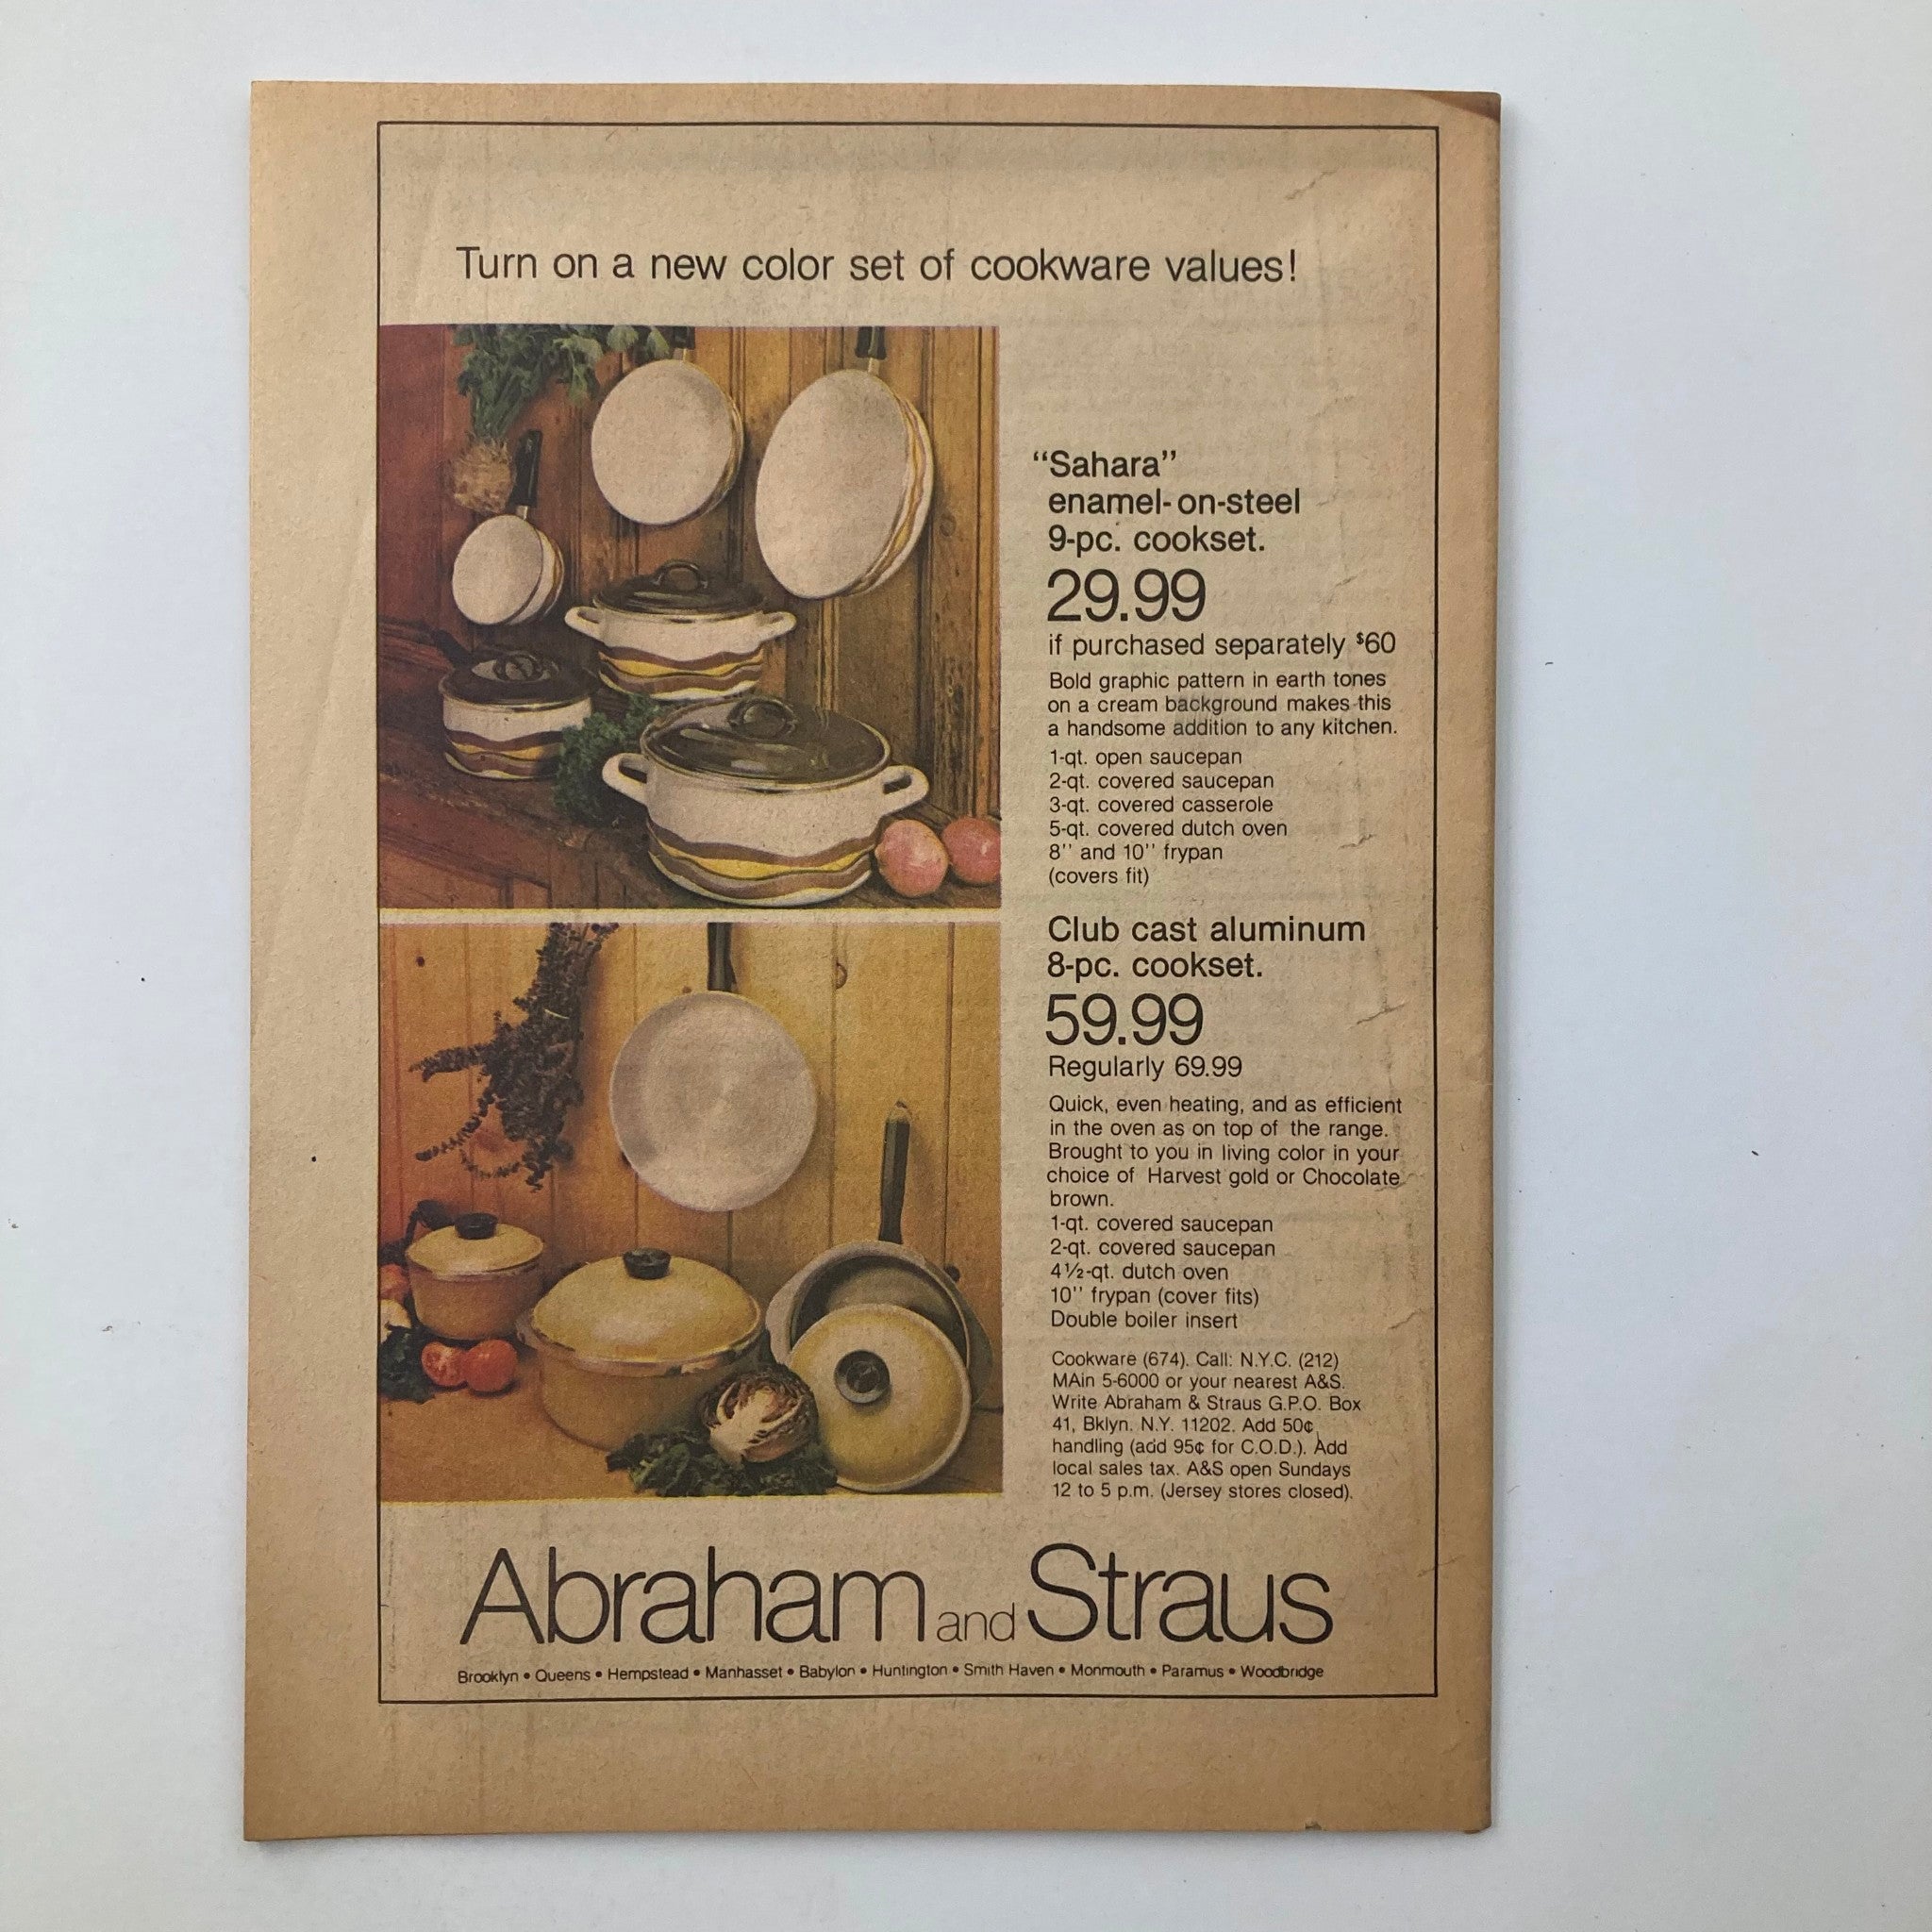 Turn on a new color set of cookware values!
“Sahara”
enamel-on-steel
9-pc. cookset.
29.99
if purchased separately $60
Bold graphic pattern in earth tones
on a cream background makes this
a handsome addition to any kitchen.
1-qt. open saucepan
2-qt. covered saucepan
3-qt. covered casserole
5-qt. covered dutch oven
8'' and 10'' frypan
(covers fit)
Club cast aluminum
8-pc. cookset.
59.99
Regularly 69.99
Quick, even heating, and as efficient
in the oven as on top of the range.
Brought to you in living color in your
choice of Harvest gold or Chocolate
brown.
1-qt. covered saucepan
2-qt. covered saucepan
4½-qt. dutch oven
10'' frypan (cover fits)
Double boiler insert
Cookware (674). Call: N.Y.C. (212)
MAin 5-6000 or your nearest A&S.
Write Abraham & Straus G.P.O. Box
41, Bklyn. N.Y. 11202. Add 50¢
handling (add 95¢ for C.O.D.). Add
local sales tax. A&S open Sundays
12 to 5 p.m. (Jersey stores closed).
Abraham and Straus
Brooklyn • Queens • Hempstead • Manhasset • Babylon • Huntington • Smith Haven • Monmouth • Paramus • Woodbridge